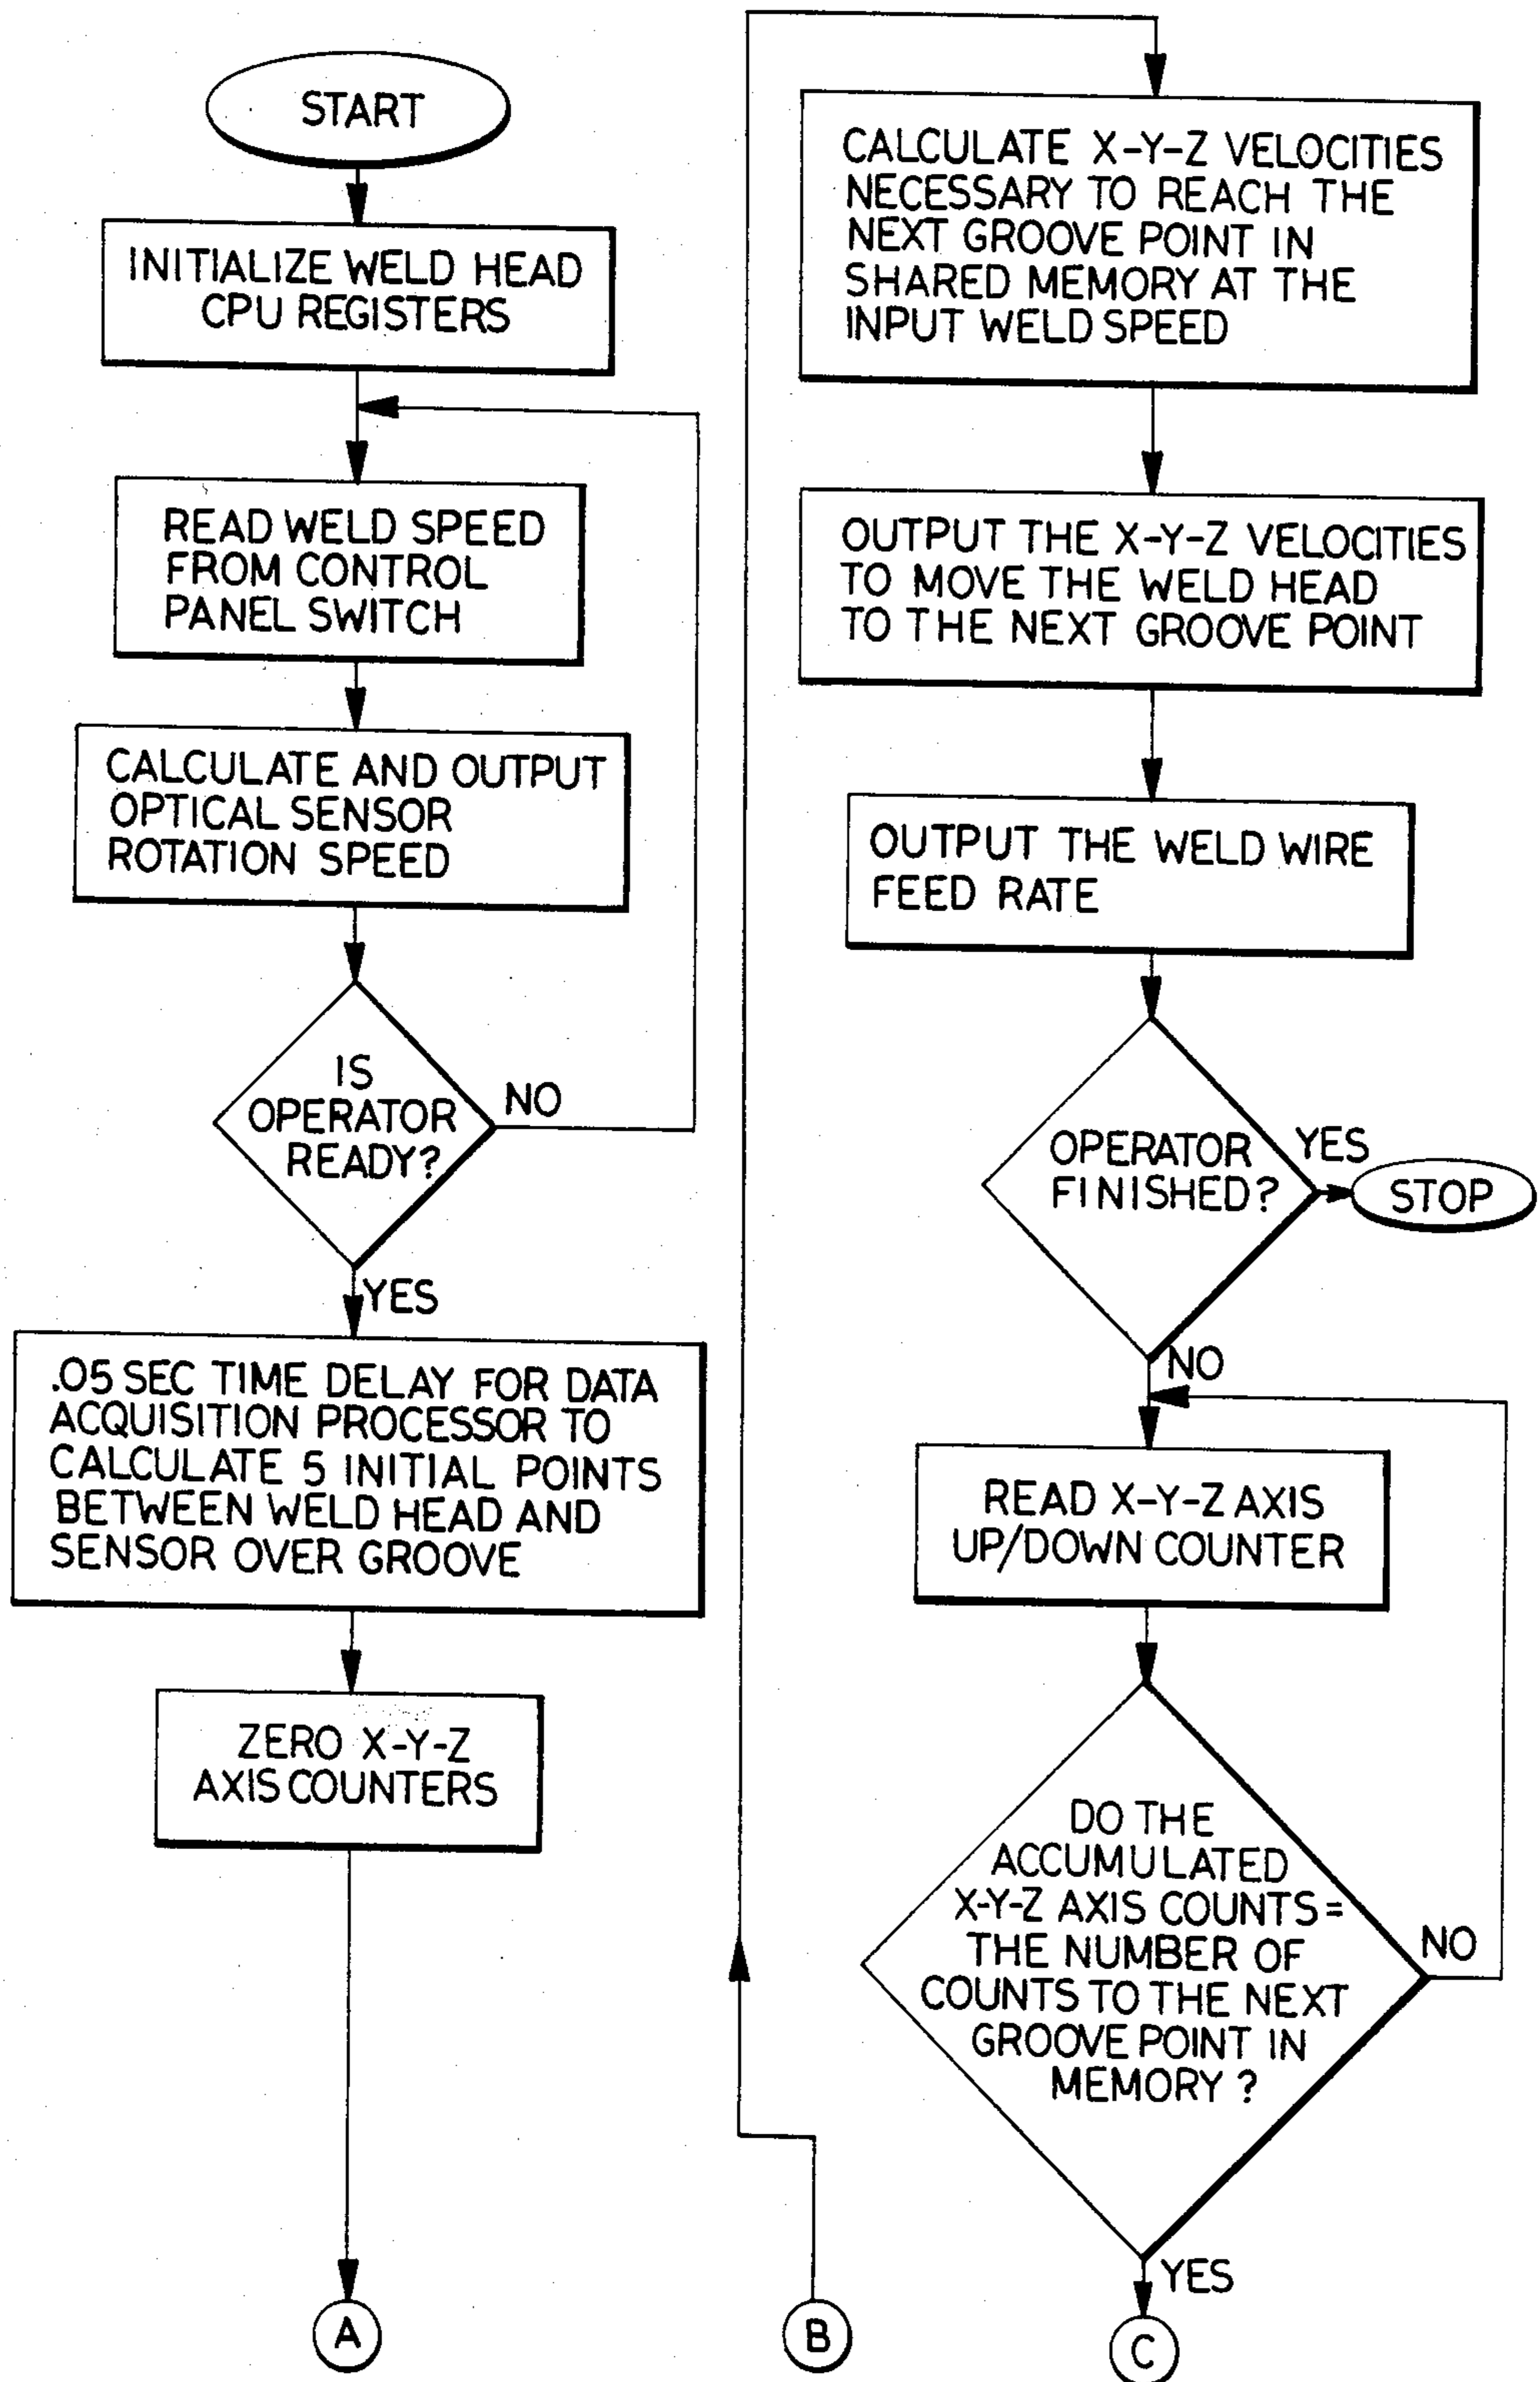 START
INITIALIZE WELD HEAD
CPU REGISTERS
READ WELD SPEED
FROM CONTROL
PANEL SWITCH
CALCULATE AND OUTPUT
OPTICAL SENSOR
ROTATION SPEED
IS
OPERATOR
READY?
NO
YES
.05 SEC TIME DELAY FOR DATA
ACQUISITION PROCESSOR TO
CALCULATE 5 INITIAL POINTS
BETWEEN WELD HEAD AND
SENSOR OVER GROOVE
ZERO X-Y-Z
AXIS COUNTERS
A
B
CALCULATE X-Y-Z VELOCITIES
NECESSARY TO REACH THE
NEXT GROOVE POINT IN
SHARED MEMORY AT THE
INPUT WELD SPEED
OUTPUT THE X-Y-Z VELOCITIES
TO MOVE THE WELD HEAD
TO THE NEXT GROOVE POINT
OUTPUT THE WELD WIRE
FEED RATE
OPERATOR
FINISHED?
YES
STOP
NO
READ X-Y-Z AXIS
UP/DOWN COUNTER
DO THE
ACCUMULATED
X-Y-Z AXIS COUNTS=
THE NUMBER OF
COUNTS TO THE NEXT
GROOVE POINT IN
MEMORY ?
NO
YES
C